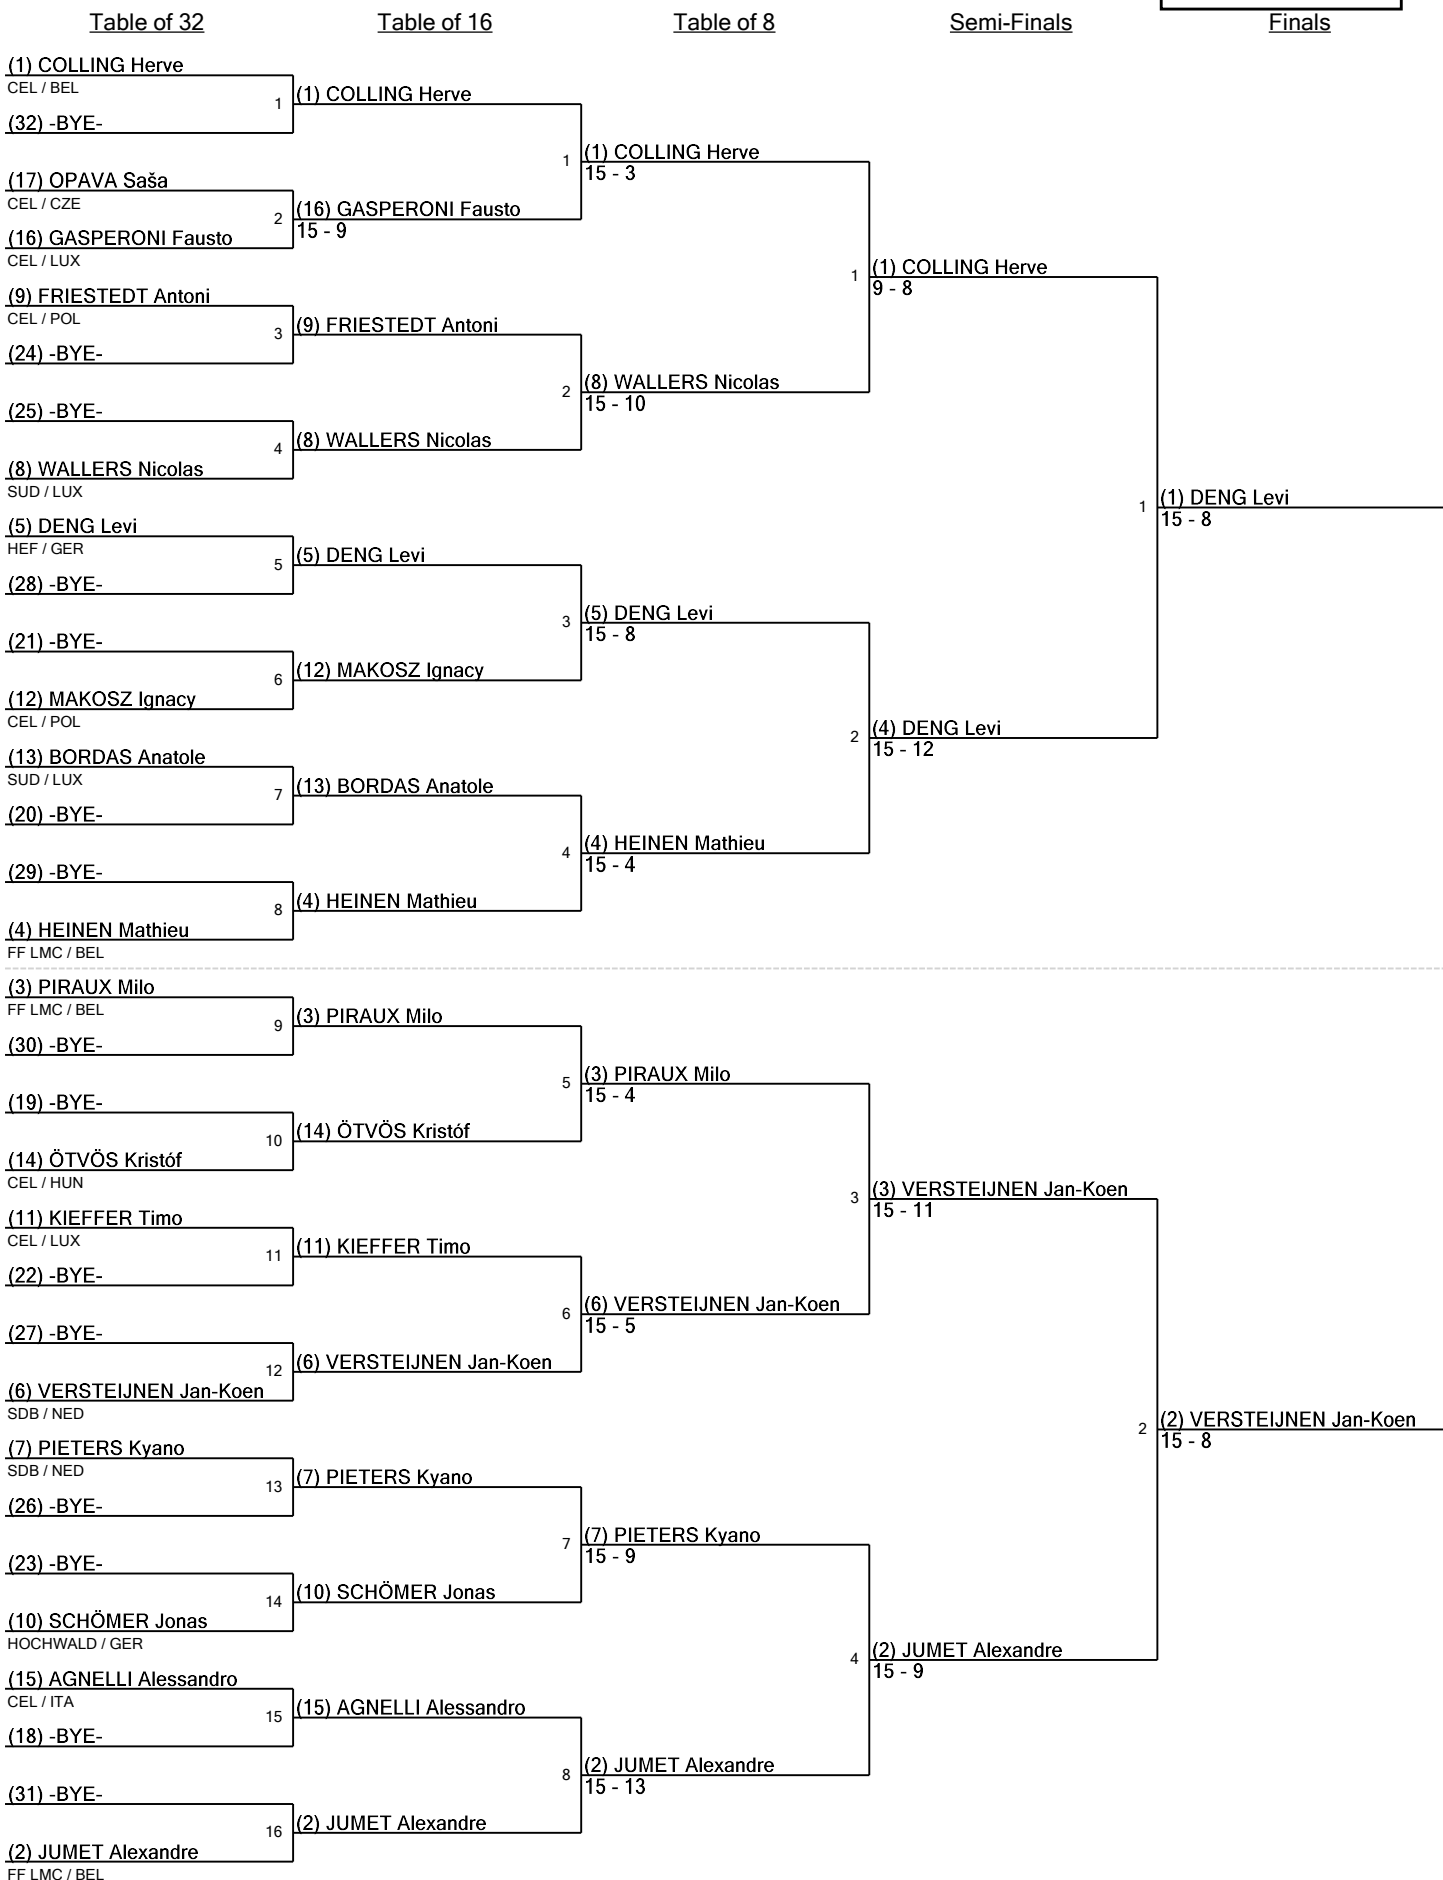 Table of 32
Table of 16
Table of 8
Semi-Finals
Finals
(1) COLLING Herve
CEL / BEL
1
(32) -BYE-
(17) OPAVA Saša
CEL / CZE
2
(16) GASPERONI Fausto
CEL / LUX
(9) FRIESTEDT Antoni
CEL / POL
3
(24) -BYE-
(25) -BYE-
4
(8) WALLERS Nicolas
SUD / LUX
(5) DENG Levi
HEF / GER
5
(28) -BYE-
(21) -BYE-
6
(12) MAKOSZ Ignacy
CEL / POL
(13) BORDAS Anatole
SUD / LUX
7
(20) -BYE-
(29) -BYE-
8
(4) HEINEN Mathieu
FF LMC / BEL
(3) PIRAUX Milo
FF LMC / BEL
9
(30) -BYE-
(19) -BYE-
10
(14) ÖTVÖS Kristóf
CEL / HUN
(11) KIEFFER Timo
CEL / LUX
11
(22) -BYE-
(27) -BYE-
12
(6) VERSTEIJNEN Jan-Koen
SDB / NED
(7) PIETERS Kyano
SDB / NED
13
(26) -BYE-
(23) -BYE-
14
(10) SCHÖMER Jonas
HOCHWALD / GER
(15) AGNELLI Alessandro
CEL / ITA
15
(18) -BYE-
(31) -BYE-
16
(2) JUMET Alexandre
FF LMC / BEL
(1) COLLING Herve
1
(16) GASPERONI Fausto
15 - 9
(9) FRIESTEDT Antoni
2
(8) WALLERS Nicolas
(5) DENG Levi
3
(12) MAKOSZ Ignacy
(13) BORDAS Anatole
4
(4) HEINEN Mathieu
(3) PIRAUX Milo
5
(14) ÖTVÖS Kristóf
(11) KIEFFER Timo
6
(6) VERSTEIJNEN Jan-Koen
(7) PIETERS Kyano
7
(10) SCHÖMER Jonas
(15) AGNELLI Alessandro
8
(2) JUMET Alexandre
(1) COLLING Herve
15 - 3
1
(8) WALLERS Nicolas
15 - 10
(5) DENG Levi
15 - 8
2
(4) HEINEN Mathieu
15 - 4
(3) PIRAUX Milo
15 - 4
3
(6) VERSTEIJNEN Jan-Koen
15 - 5
(7) PIETERS Kyano
15 - 9
4
(2) JUMET Alexandre
15 - 13
(1) COLLING Herve
9 - 8
1
(4) DENG Levi
15 - 12
(3) VERSTEIJNEN Jan-Koen
15 - 11
2
(2) JUMET Alexandre
15 - 9
(1) DENG Levi
15 - 8
(2) VERSTEIJNEN Jan-Koen
15 - 8